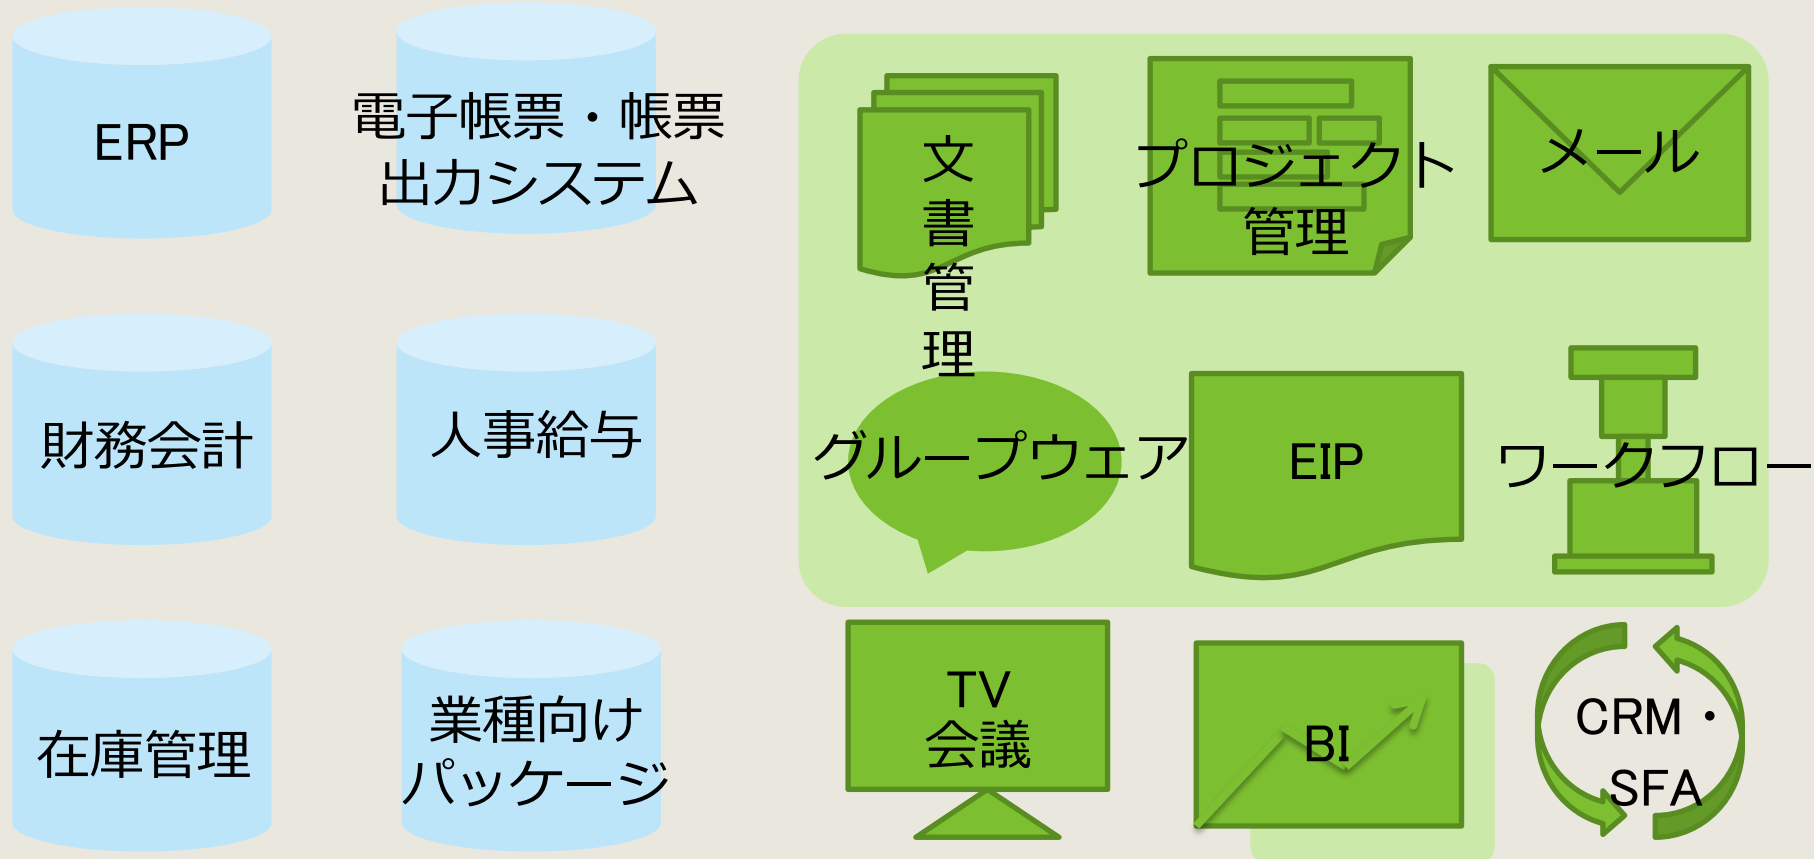 ERP
電子帳票・帳票
出力システム
文
書
管
理
プロジェクト
管理
メール
財務会計
人事給与
グループウェア
EIP
ワークフロー
在庫管理
業種向け
パッケージ
TV
会議
BI
CRM・
SFA